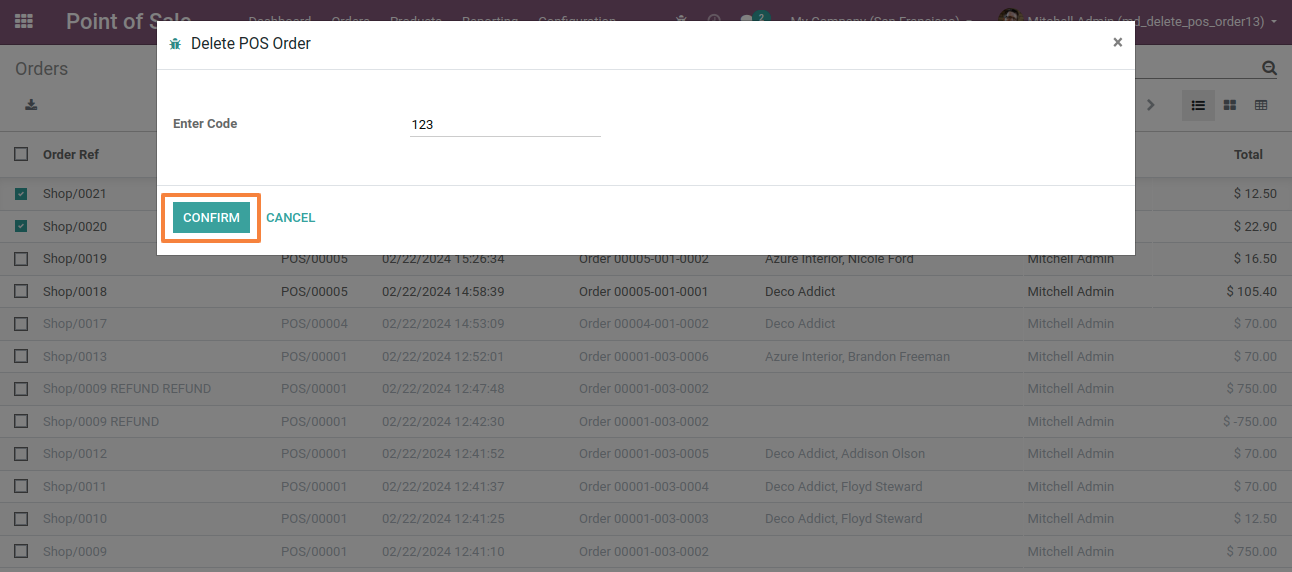 Point of Sale Dashboard Orders Products Reporting Configuration 2 My Company (San Francisco) Mitchell Admin (md_delete_pos_order13)
Delete POS Order ×
Orders
Enter Code 123
Order Ref Total
Shop/0021 $ 12.50
CONFIRM CANCEL
Shop/0020 $ 22.90
Shop/0019 POS/00005 02/22/2024 15:26:34 Order 00005-001-0002 Azure Interior, Nicole Ford Mitchell Admin $ 16.50
Shop/0018 POS/00005 02/22/2024 14:58:39 Order 00005-001-0001 Deco Addict Mitchell Admin $ 105.40
Shop/0017 POS/00004 02/22/2024 14:53:09 Order 00004-001-0002 Deco Addict Mitchell Admin $ 70.00
Shop/0013 POS/00001 02/22/2024 12:52:01 Order 00001-003-0006 Azure Interior, Brandon Freeman Mitchell Admin $ 70.00
Shop/0009 REFUND REFUND POS/00001 02/22/2024 12:47:48 Order 00001-003-0002 Mitchell Admin $ 750.00
Shop/0009 REFUND POS/00001 02/22/2024 12:42:30 Order 00001-003-0002 Mitchell Admin $ -750.00
Shop/0012 POS/00001 02/22/2024 12:41:52 Order 00001-003-0005 Deco Addict, Addison Olson Mitchell Admin $ 70.00
Shop/0011 POS/00001 02/22/2024 12:41:37 Order 00001-003-0004 Deco Addict, Floyd Steward Mitchell Admin $ 70.00
Shop/0010 POS/00001 02/22/2024 12:41:25 Order 00001-003-0003 Deco Addict, Floyd Steward Mitchell Admin $ 12.50
Shop/0009 POS/00001 02/22/2024 12:41:10 Order 00001-003-0002 Mitchell Admin $ 750.00